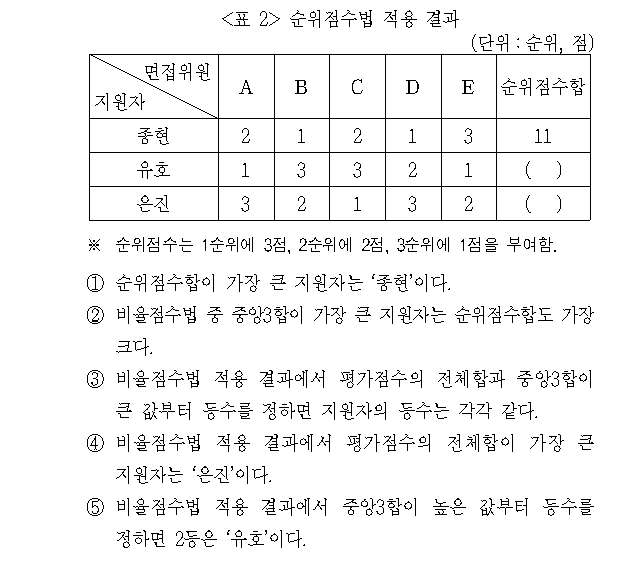 <표 2> 순위점수법 적용 결과
(단위 : 순위, 점)
면접위원 A B C D E 순위점수합
지원자
종현 2 1 2 1 3 11
유호 1 3 3 2 1 ( )
은진 3 2 1 3 2 ( )
※ 순위점수는 1순위에 3점, 2순위에 2점, 3순위에 1점을 부여함.
① 순위점수합이 가장 큰 지원자는 ‘종현’이다.
② 비율점수법 중 중앙3합이 가장 큰 지원자는 순위점수합도 가장
크다.
③ 비율점수법 적용 결과에서 평가점수의 전체합과 중앙3합이
큰 값부터 등수를 정하면 지원자의 등수는 각각 같다.
④ 비율점수법 적용 결과에서 평가점수의 전체합이 가장 큰
지원자는 ‘은진’이다.
⑤ 비율점수법 적용 결과에서 중앙3합이 높은 값부터 등수를
정하면 2등은 ‘유호’이다.